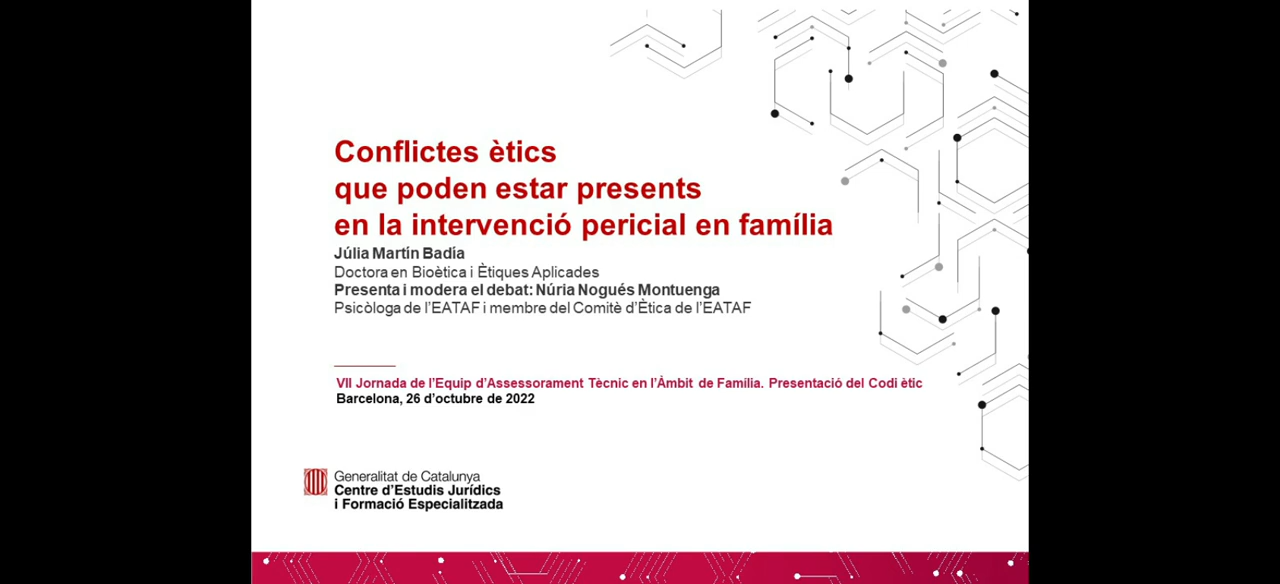 Conflictes ètics
que poden estar presents
en la intervenció pericial en família
Júlia Martín Badía
Doctora en Bioètica i Ètiques Aplicades
Presenta i modera el debat: Núria Nogués Montuenga
Psicòloga de l'EATAF i membre del Comitè d'Ètica de l'EATAF
VII Jornada de l'Equip d'Assessorament Tècnic en l'Àmbit de Família. Presentació del Codi ètic
Barcelona, 26 d'octubre de 2022
Generalitat de Catalunya
Centre d'Estudis Jurídics
i Formació Especialitzada